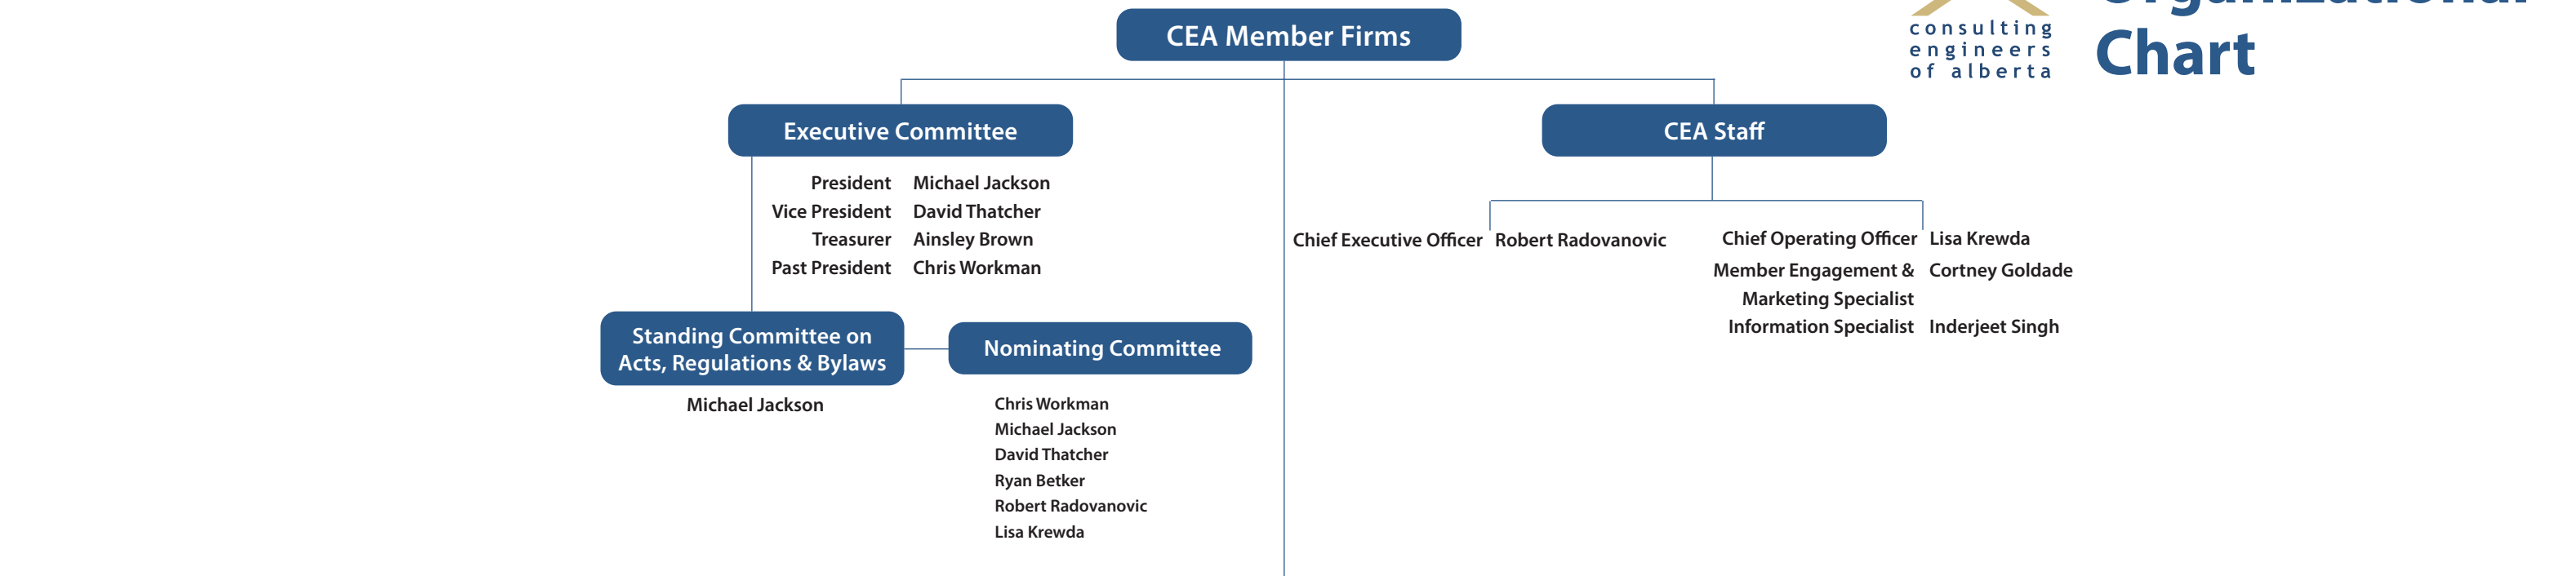 CEA Member Firms
consulting
engineers
of alberta
Organizational
Chart
Executive Committee
President Michael Jackson
Vice President David Thatcher
Treasurer Ainsley Brown
Past President Chris Workman
CEA Staff
Chief Executive Officer Robert Radovanovic
Chief Operating Officer Lisa Krewda
Member Engagement & Cortney Goldade
Marketing Specialist
Information Specialist Inderjeet Singh
Standing Committee on
Acts, Regulations & Bylaws
Michael Jackson
Nominating Committee
Chris Workman
Michael Jackson
David Thatcher
Ryan Betker
Robert Radovanovic
Lisa Krewda